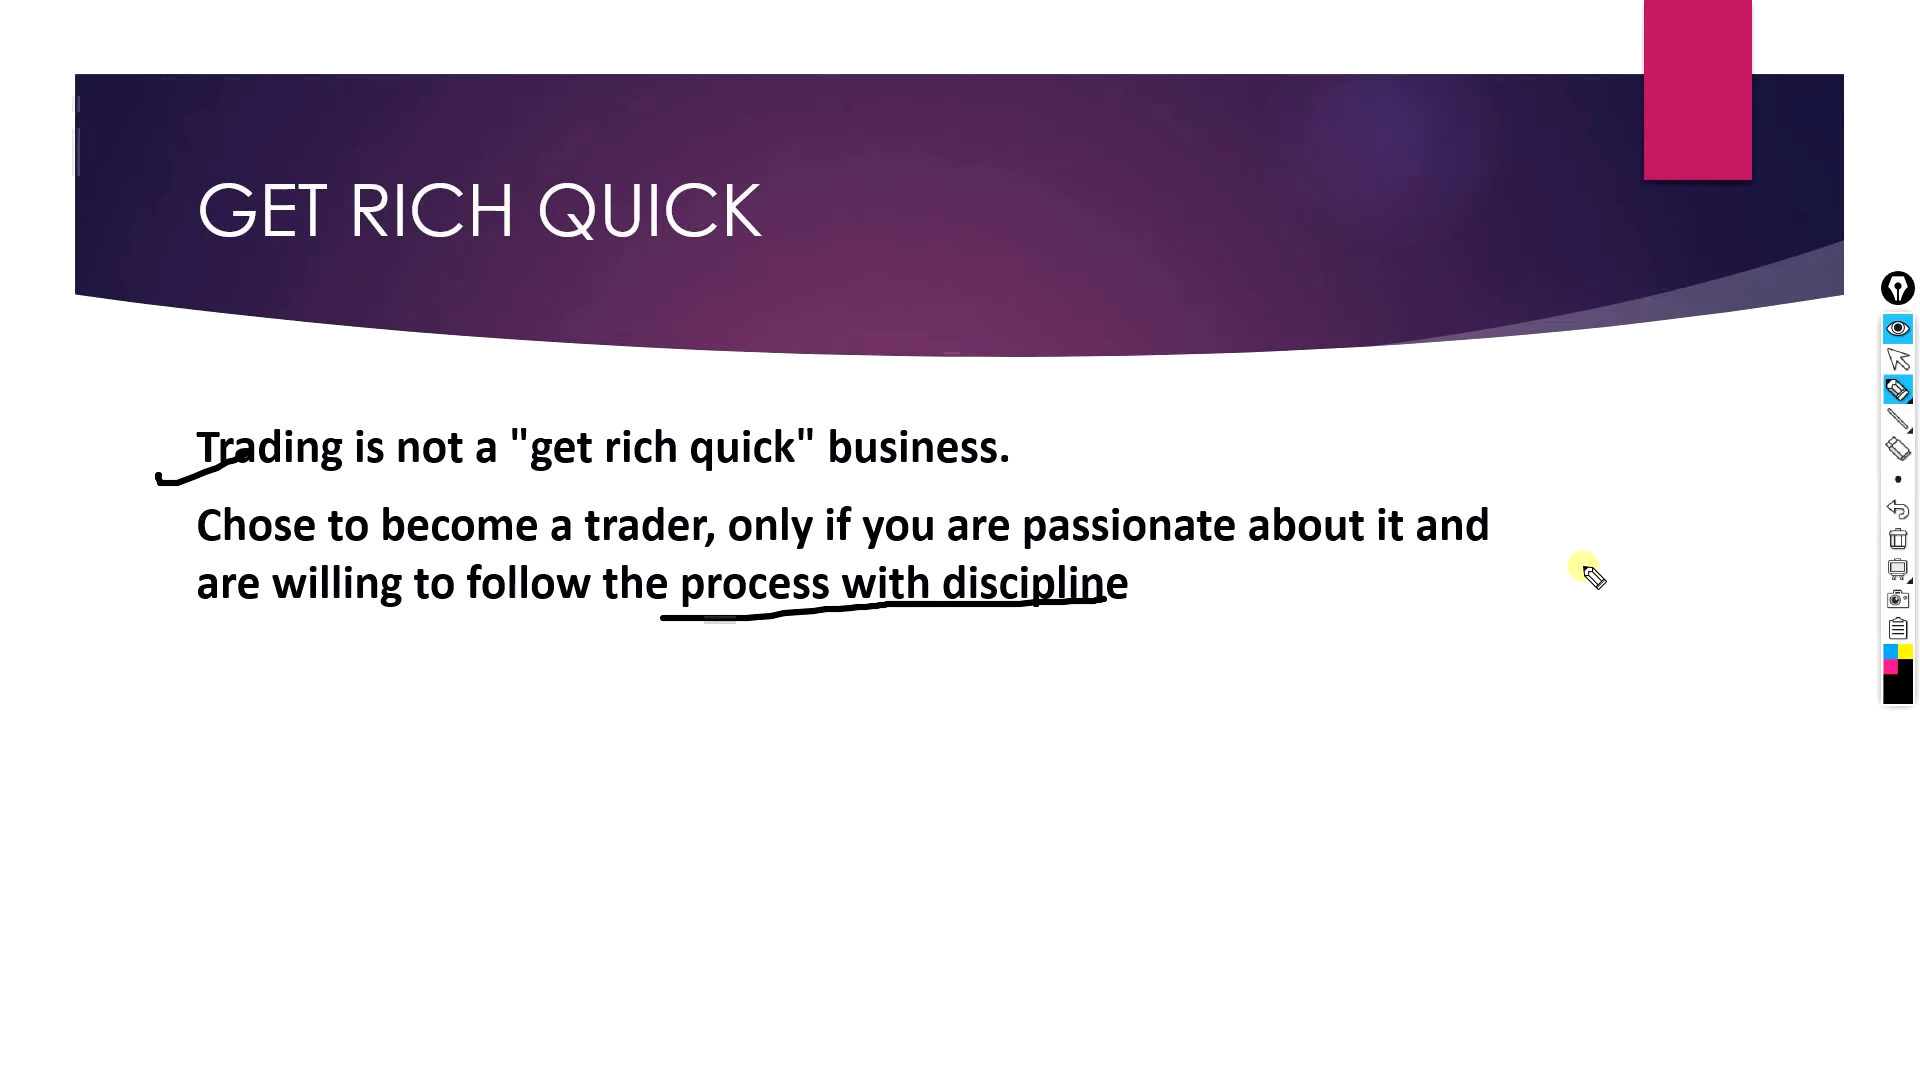 GET RICH QUICK
Trading is not a "get rich quick" business.
Chose to become a trader, only if you are passionate about it and
are willing to follow the process with discipline